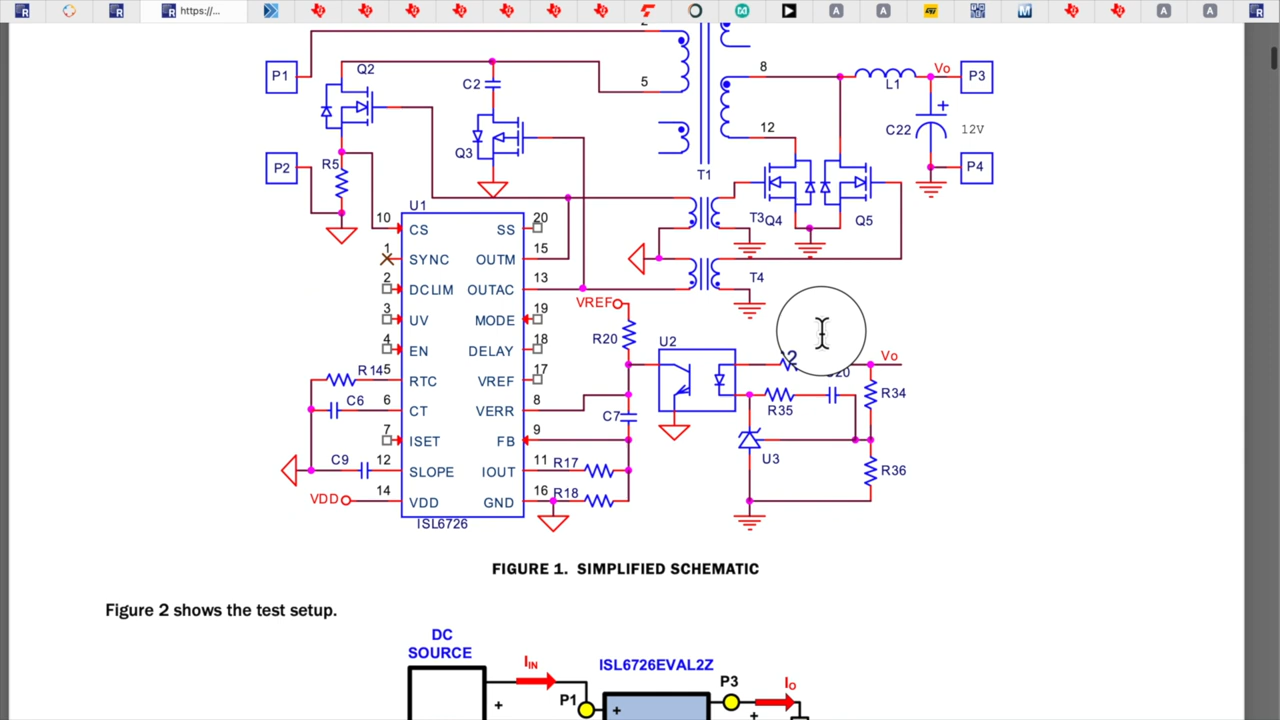 https://...
5
8
12
P1
Q2
C2
Q3
P2
R5
U1
T1
L1
Vo
P3
C22
+
12V
P4
T3
Q4
Q5
T4
10
CS
SS
20
1
SYNC
OUTM
15
2
DCLIM
OUTAC
13
3
UV
MODE
19
4
EN
DELAY
18
R14
5
RTC
VREF
17
C6
6
CT
VERR
8
7
ISET
FB
9
C9
12
SLOPE
IOUT
11
R17
VDD
14
VDD
GND
16
R18
ISL6726
VREF
R20
U2
C7
Vo
R34
R35
U3
R36
FIGURE 1. SIMPLIFIED SCHEMATIC
Figure 2 shows the test setup.
DC
SOURCE
IIN
ISL6726EVAL2Z
P1
P3
IO
+
+
+